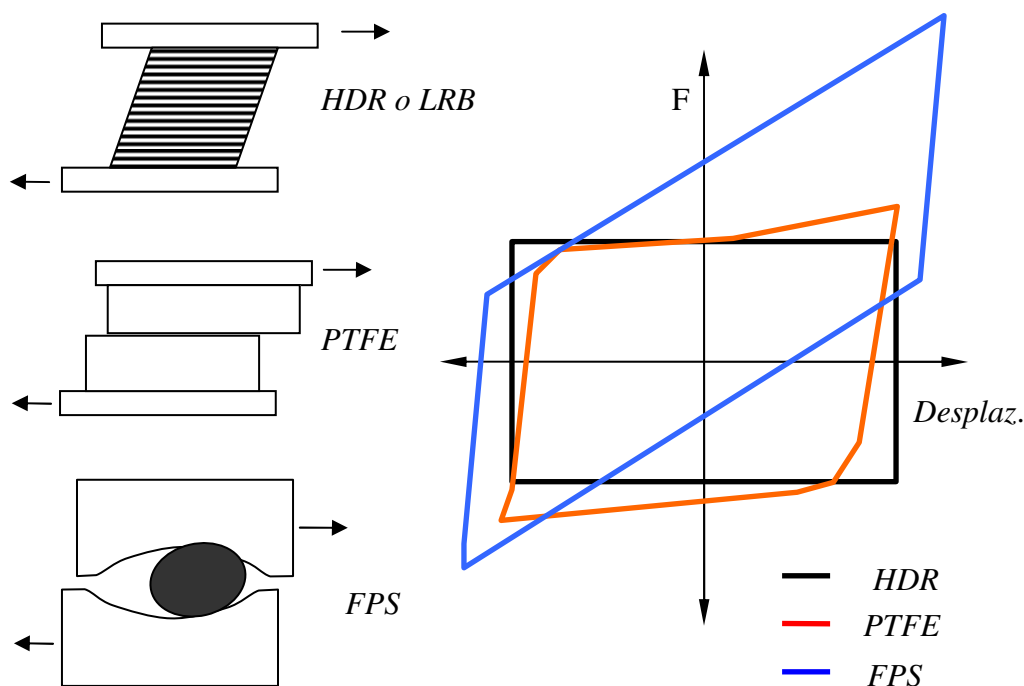 HDR o LRB
PTFE
FPS
F
Desplaz.
HDR
PTFE
FPS